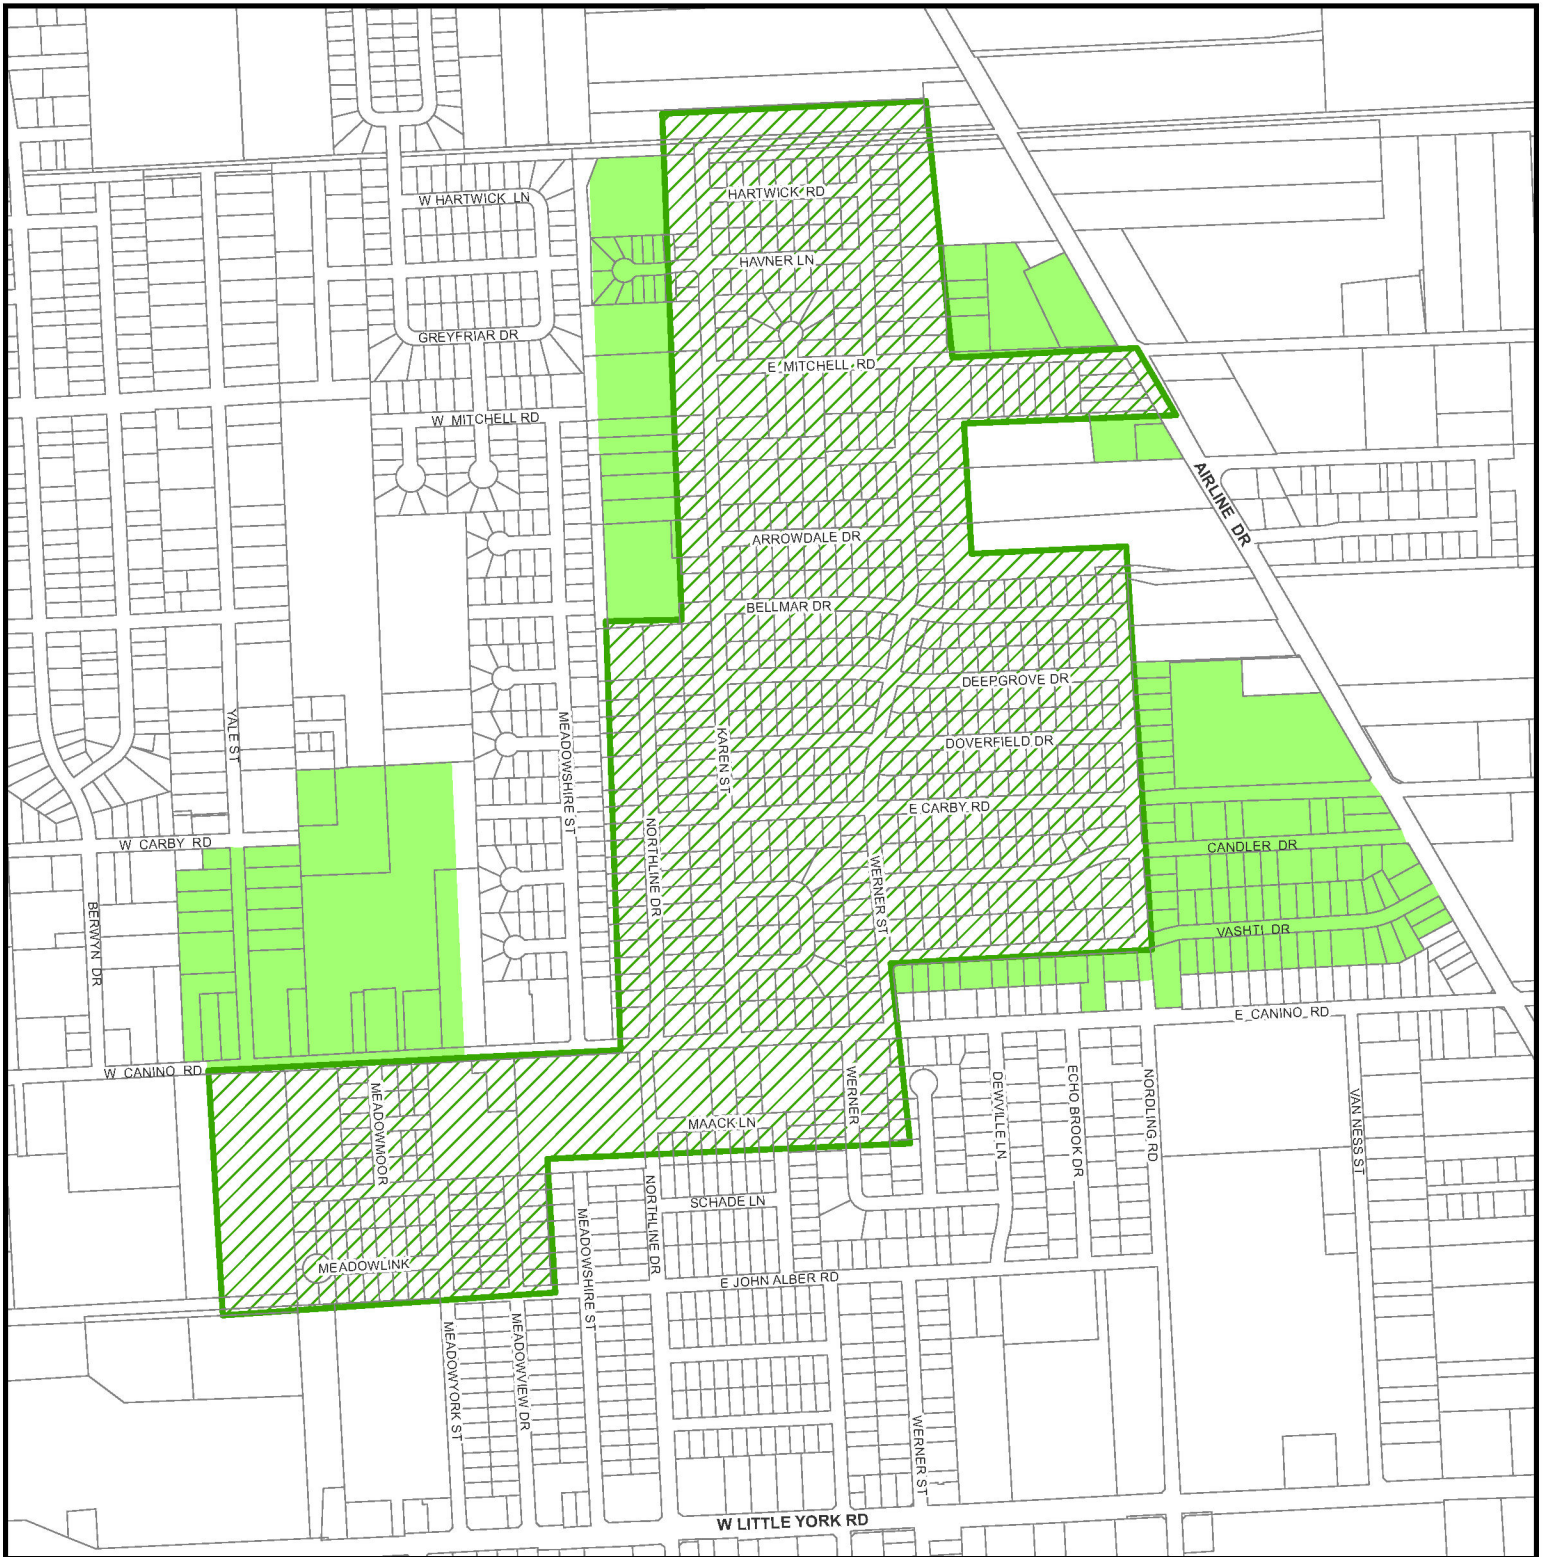 HARTWICK RD
W HARTWICK LN
HAVNER LN
GREYFRIAR DR
E MITCHELL RD
W MITCHELL RD
AIRLINE DR
ARROWDALE DR
BELLMAR DR
DEEPGROVE DR
YALE ST
MEADOWSHIRE ST
KAREN ST
DOVERFIELD DR
E CARBY RD
W CARBY RD
NORTHLINE DR
CANDLER DR
WERNER ST
BERWYN DR
VASHTI DR
E CANINO RD
W CANINO RD
MEADOWMOOR
WERNER
DEWVILLE LN
ECHO BROOK DR
NORDLING RD
VAN NESS ST
MAACK LN
SCHADE LN
NORTHLINE DR
MEADOWSHIRE ST
MEADOWLINK
E JOHN ALBER RD
MEADOWYORK ST
MEADOWVIEW DR
WERNER ST
W LITTLE YORK RD